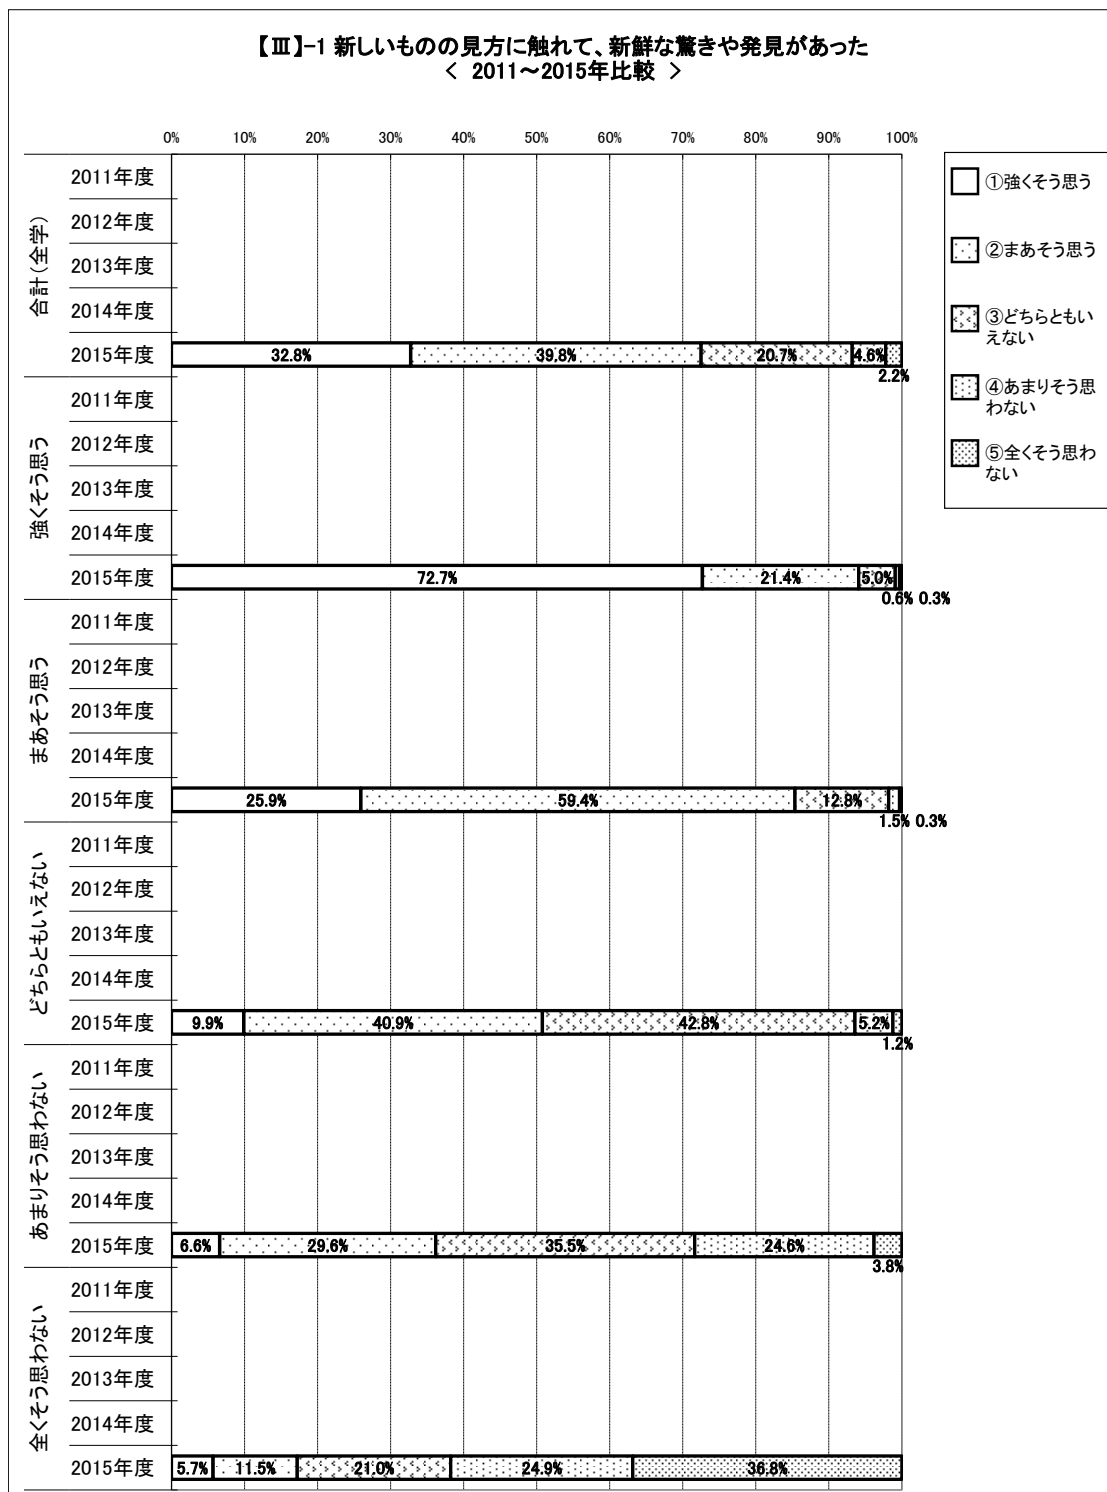 【Ⅲ】-1 新しいものの見方に触れて、新鮮な驚きや発見があった
< 2011～2015年比較 >
0% 10% 20% 30% 40% 50% 60% 70% 80% 90% 100%
合計(全学)
2011年度
2012年度
2013年度
2014年度
2015年度 32.8% 39.8% 20.7% 4.6%
2.2%
強くそう思う
2011年度
2012年度
2013年度
2014年度
2015年度 72.7% 21.4% 5.0%
0.6% 0.3%
まあそう思う
2011年度
2012年度
2013年度
2014年度
2015年度 25.9% 59.4% 12.8%
1.5% 0.3%
どちらともいえない
2011年度
2012年度
2013年度
2014年度
2015年度 9.9% 40.9% 42.8% 5.2%
1.2%
あまりそう思わない
2011年度
2012年度
2013年度
2014年度
2015年度 6.6% 29.6% 35.5% 24.6%
3.8%
全くそう思わない
2011年度
2012年度
2013年度
2014年度
2015年度 5.7% 11.5% 21.0% 24.9% 36.8%
①強くそう思う
②まあそう思う
③どちらともい
えない
④あまりそう思
わない
⑤全くそう思わ
ない